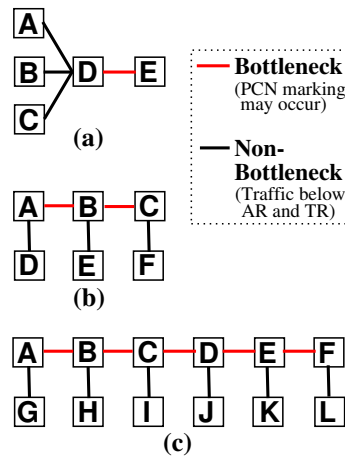 A
B D E
C
(a)
Bottleneck
(PCN marking
may occur)
Non-
Bottleneck
(Traffic below
AR and TR)
A B C
D E F
(b)
A B C D E F
G H I J K L
(c)